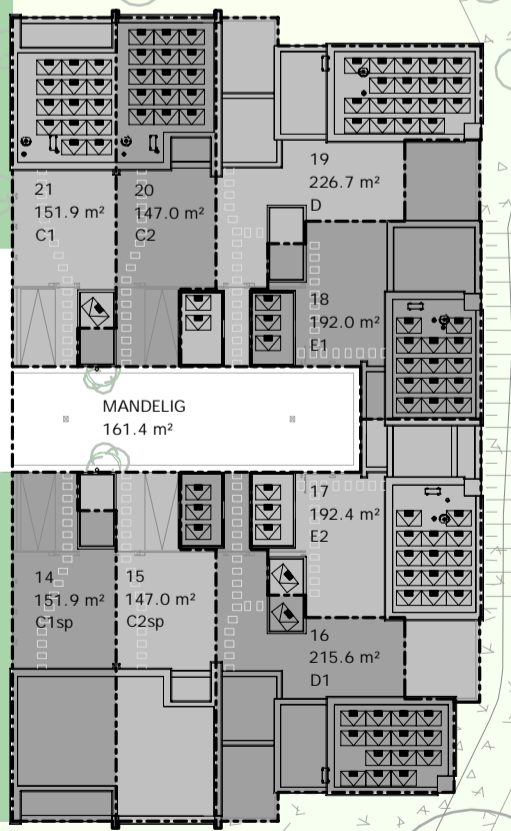 19
226.7 m²
D
21
151.9 m²
C1
20
147.0 m²
C2
18
192.0 m²
E1
MANDELIG
161.4 m²
17
192.4 m²
E2
14
151.9 m²
C1sp
15
147.0 m²
C2sp
16
215.6 m²
D1